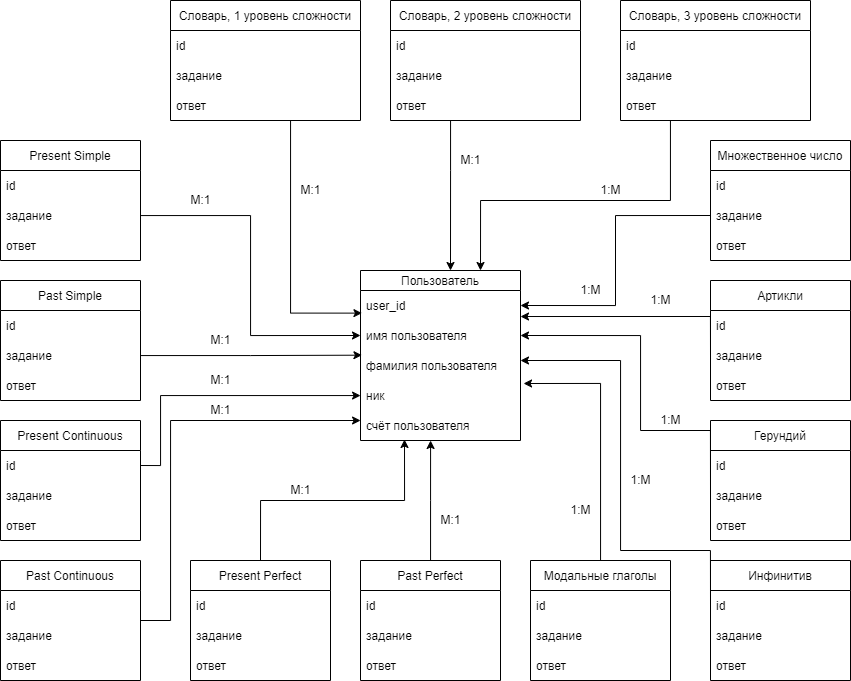 Словарь, 1 уровень сложности
id
задание
ответ
Словарь, 2 уровень сложности
id
задание
ответ
Словарь, 3 уровень сложности
id
задание
ответ
Present Simple
id
задание
ответ
Множественное число
id
задание
ответ
M:1
M:1
M:1
1:M
1:M
1:M
Past Simple
id
задание
ответ
Пользователь
user_id
имя пользователя
фамилия пользователя
ник
счёт пользователя
Артикли
id
задание
ответ
M:1
M:1
M:1
1:M
1:M
1:M
Present Continuous
id
задание
ответ
Герундий
id
задание
ответ
M:1
M:1
Past Continuous
id
задание
ответ
Present Perfect
id
задание
ответ
Past Perfect
id
задание
ответ
Модальные глаголы
id
задание
ответ
Инфинитив
id
задание
ответ